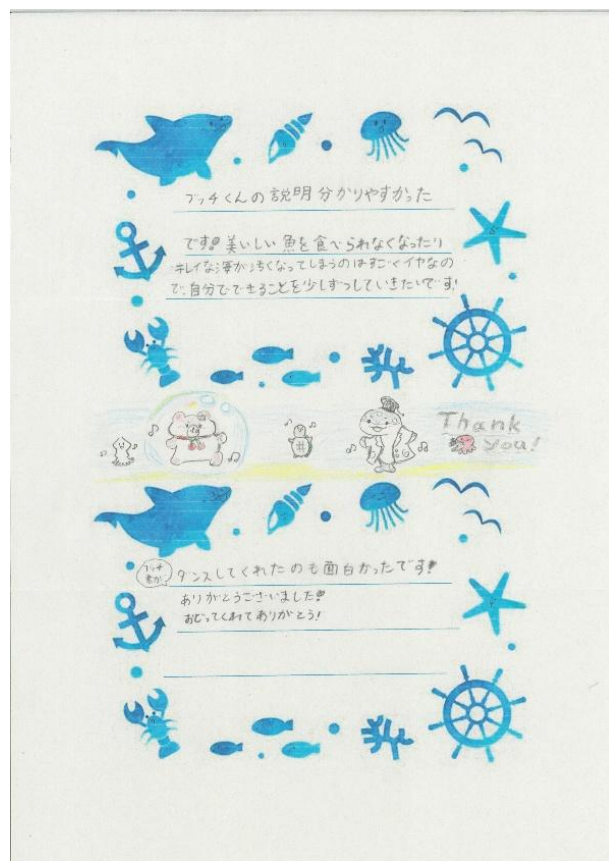 フッチくんの説明分かりやすかった
です!美しい魚を食べられなくなったり
キレイな海が汚くなってしまうのはすごくイヤなの
で、自分でできることを少しずつしていきたいです!
Thank
you!
フッチ
君が
ダンスしてくれたのも面白かったです!
ありがとうございました!
おどってくれてありがとう!